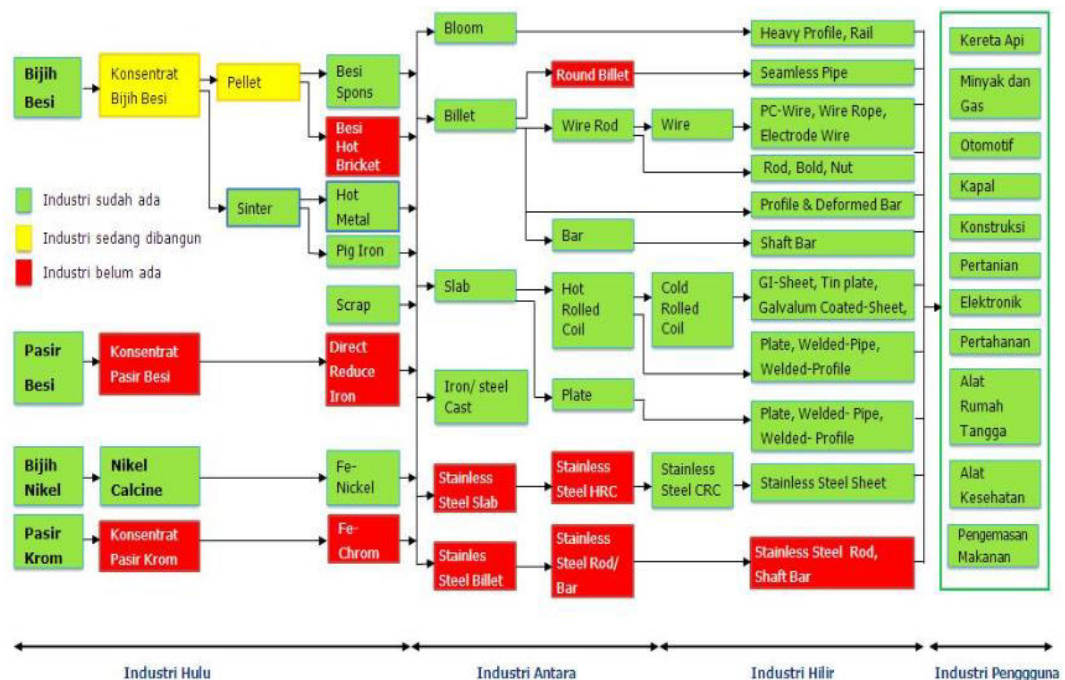 Bijih
Besi
Konsentrat
Bijih Besi
Pellet
Besi
Spons
Besi
Hot
Bricket
Sinter
Hot
Metal
Pig Iron
Scrap
Industri sudah ada
Industri sedang dibangun
Industri belum ada
Pasir
Besi
Konsentrat
Pasir Besi
Direct
Reduce
Iron
Bijih
Nikel
Nikel
Calcine
Fe-
Nickel
Pasir
Krom
Konsentrat
Pasir Krom
Fe-
Chrom
Bloom
Billet
Round Billet
Wire Rod
Wire
Bar
Slab
Hot
Rolled
Coil
Cold
Rolled
Coil
Iron/ steel
Cast
Plate
Stainless
Steel Slab
Stainless
Steel HRC
Stainless
Steel CRC
Stainles
Steel Billet
Stainless
Steel Rod/
Bar
Heavy Profile, Rail
Seamless Pipe
PC-Wire, Wire Rope,
Electrode Wire
Rod, Bold, Nut
Profile & Deformed Bar
Shaft Bar
GI-Sheet, Tin plate,
Galvalum Coated-Sheet,
Plate, Welded-Pipe,
Welded-Profile
Plate, Welded- Pipe,
Welded- Profile
Stainless Steel Sheet
Stainless Steel Rod,
Shaft Bar
Kereta Api
Minyak dan
Gas
Otomotif
Kapal
Konstruksi
Pertanian
Elektronik
Pertahanan
Alat
Rumah
Tangga
Alat
Kesehatan
Pengemasan
Makanan
Industri Hulu
Industri Antara
Industri Hilir
Industri Penggguna